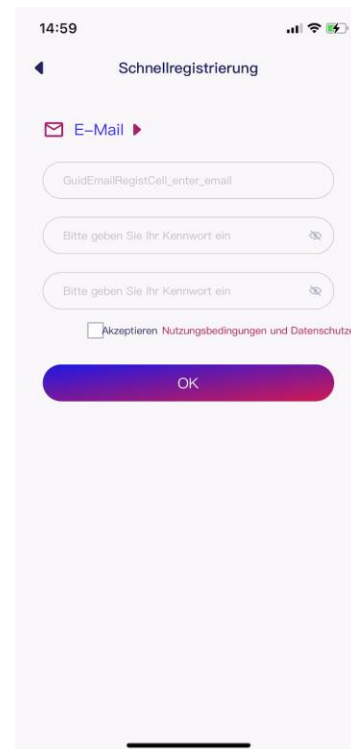 14:59
Schnellregistrierung
E-Mail
GuidEmailRegistCell_enter_email
Bitte geben Sie Ihr Kennwort ein
Bitte geben Sie Ihr Kennwort ein
Akzeptieren Nutzungsbedingungen und Datenschutze
OK